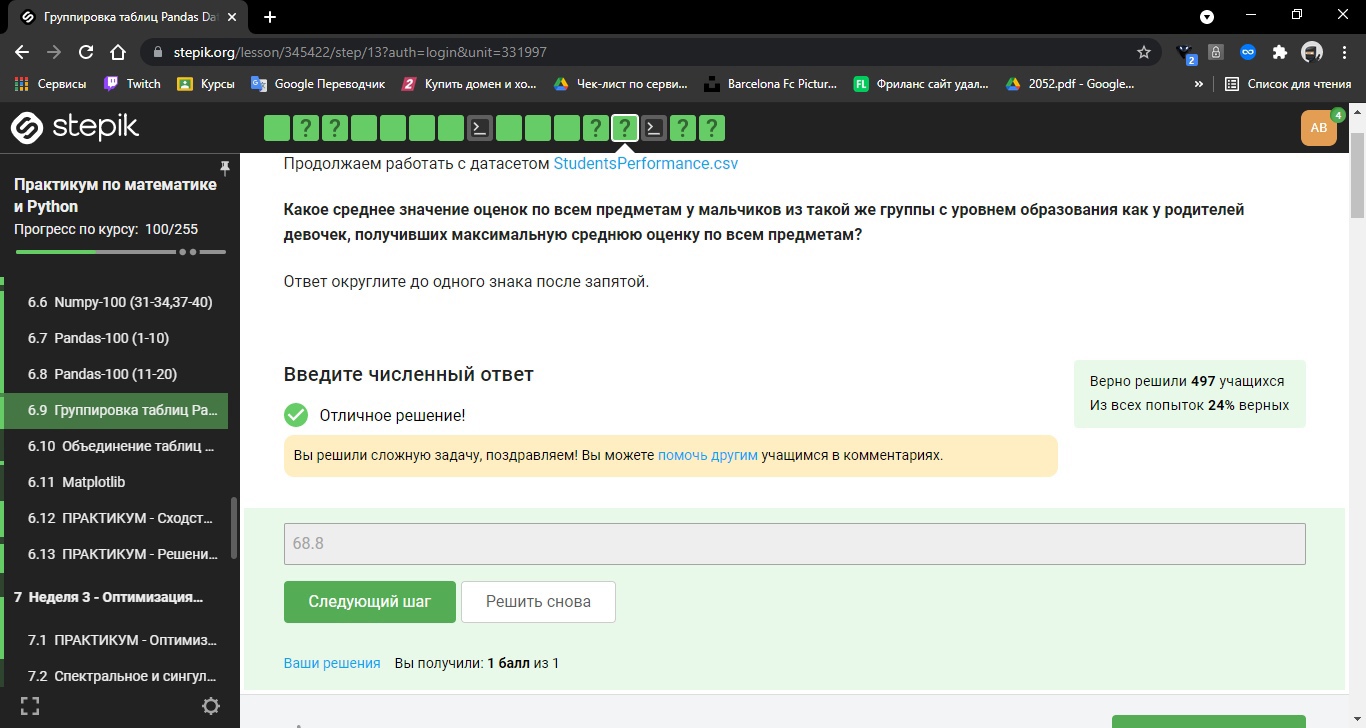 Группировка таблиц Pandas Da
stepik.org/lesson/345422/step/13?auth=login&unit=331997
2
Сервисы
Twitch
Курсы
Google Переводчик
Купить домен и хо...
Чек-лист по серви...
Barcelona Fc Pictur...
FL
Фриланс сайт удал...
2052.pdf - Google...
»
Список для чтения
stepik
? ? ? ? ? ?
АВ
4
Практикум по математике
и Python
Прогресс по курсу: 100/255
6.6 Numpy-100 (31-34,37-40)
6.7 Pandas-100 (1-10)
6.8 Pandas-100 (11-20)
6.9 Группировка таблиц Pa...
6.10 Объединение таблиц ...
6.11 Matplotlib
6.12 ПРАКТИКУМ - Сходст...
6.13 ПРАКТИКУМ - Решени...
7 Неделя 3 - Оптимизация...
7.1 ПРАКТИКУМ - Оптимиз...
7.2 Спектральное и сингул...
Продолжаем работать с датасетом StudentsPerformance.csv
Какое среднее значение оценок по всем предметам у мальчиков из такой же группы с уровнем образования как у родителей
девочек, получивших максимальную среднюю оценку по всем предметам?
Ответ округлите до одного знака после запятой.
Введите численный ответ
Отличное решение!
Вы решили сложную задачу, поздравляем! Вы можете помочь другим учащимся в комментариях.
Верно решили 497 учащихся
Из всех попыток 24% верных
68.8
Следующий шаг
Решить снова
Ваши решения Вы получили: 1 балл из 1